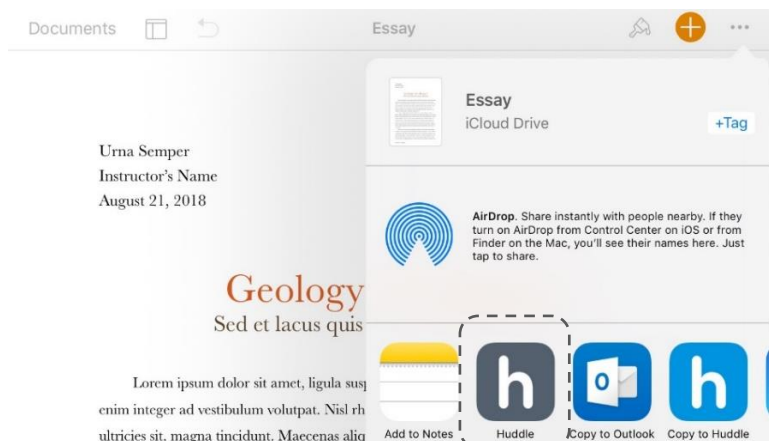 Documents
Essay
Essay
iCloud Drive
+Tag
Urna Semper
Instructor's Name
August 21, 2018
AirDrop. Share instantly with people nearby. If they
turn on AirDrop from Control Center on iOS or from
Finder on the Mac, you'll see their names here. Just
tap to share.
Geology
Sed et lacus quis
Lorem ipsum dolor sit amet, ligula
enim integer ad vestibulum volutpat. Nisl
ultricies sit, magna tincidunt. Maecenas
h
o
h
Add to Notes
Huddle
Copy to Outlook
Copy to Huddle